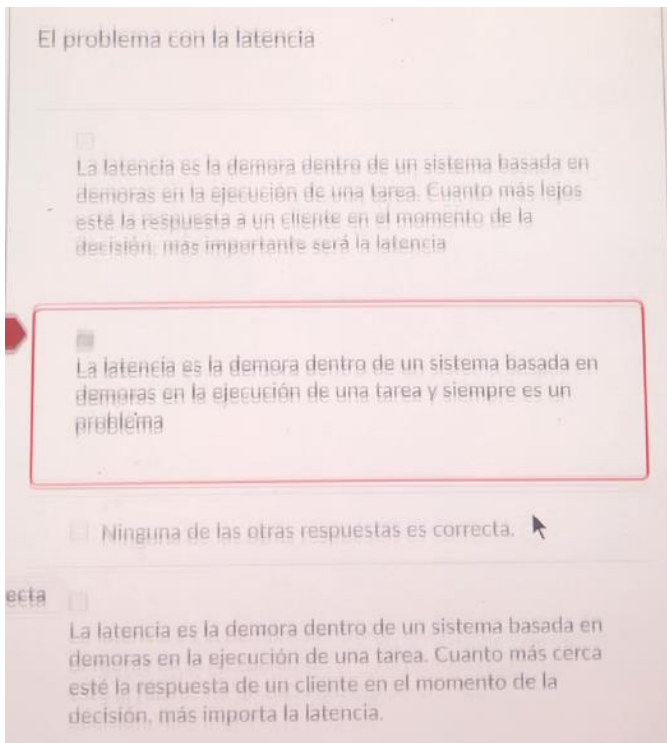 El problema con la latencia
La latencia es la demora dentro de un sistema basada en
demoras en la ejecución de una tarea. Cuanto más lejos
esté la respuesta a un cliente en el momento de la
decisión, más importante será la latencia
La latencia es la demora dentro de un sistema basada en
demoras en la ejecución de una tarea y siempre es un
problema
Ninguna de las otras respuestas es correcta.
ecta
La latencia es la demora dentro de un sistema basada en
demoras en la ejecución de una tarea. Cuanto más cerca
esté la respuesta de un cliente en el momento de la
decisión, más importa la latencia.